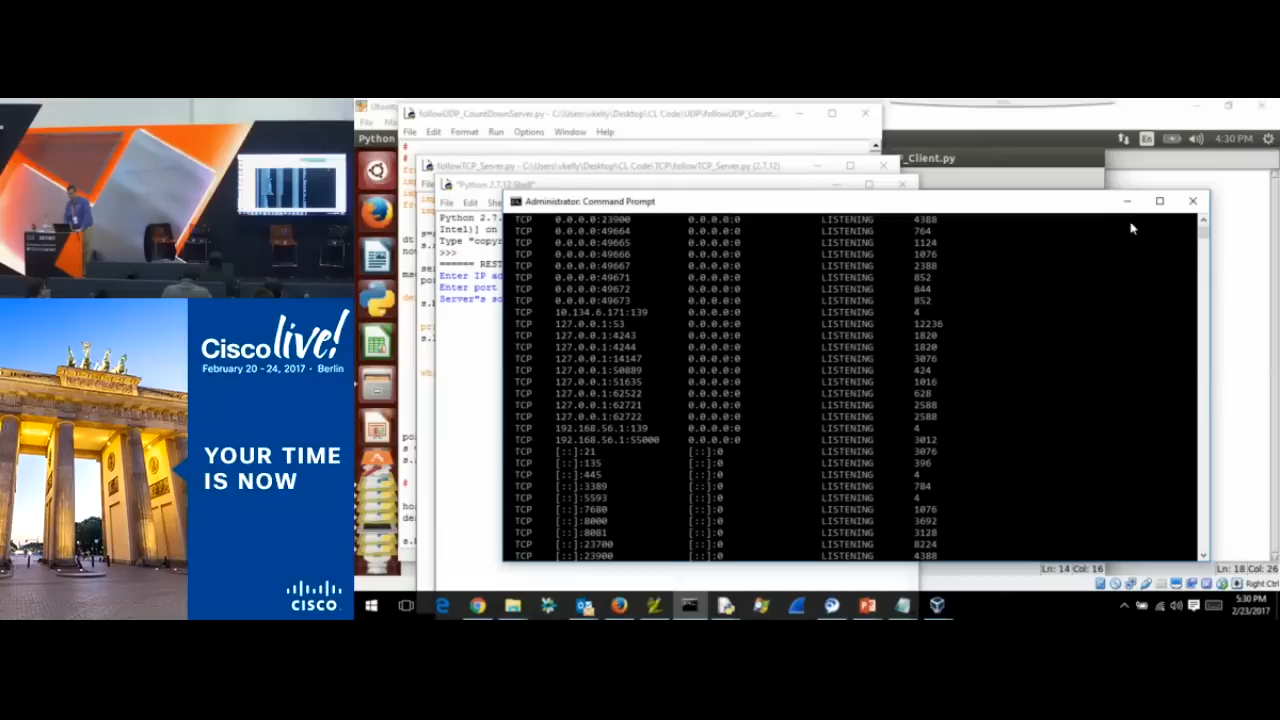 Cisco live!
February 20 - 24, 2017 · Berlin
YOUR TIME
IS NOW
CISCO
followUDP_CountDownServer.py - C:\Users\vkelly\Desktop\CL Code\UDP\followUDP_Count...
File Edit Format Run Options Window Help
Python
En
4:30 PM
followTCP_Server.py - C:\Users\vkelly\Desktop\CL Code\TCP\followTCP_Server.py (2.7.12)
_Client.py
*Python 2.7.12 Shell*
File Edit
Python 2.7.
Intel)] on
Type "copyr
>>>
====== REST
Enter IP ad
Enter port
Server"s ad
Administrator: Command Prompt
TCP 0.0.0.0:23900 0.0.0.0:0 LISTENING 4388
TCP 0.0.0.0:49664 0.0.0.0:0 LISTENING 764
TCP 0.0.0.0:49665 0.0.0.0:0 LISTENING 1124
TCP 0.0.0.0:49666 0.0.0.0:0 LISTENING 1076
TCP 0.0.0.0:49667 0.0.0.0:0 LISTENING 2388
TCP 0.0.0.0:49671 0.0.0.0:0 LISTENING 852
TCP 0.0.0.0:49672 0.0.0.0:0 LISTENING 844
TCP 0.0.0.0:49673 0.0.0.0:0 LISTENING 852
TCP 10.134.6.171:139 0.0.0.0:0 LISTENING 4
TCP 127.0.0.1:53 0.0.0.0:0 LISTENING 12236
TCP 127.0.0.1:4243 0.0.0.0:0 LISTENING 1820
TCP 127.0.0.1:4244 0.0.0.0:0 LISTENING 1820
TCP 127.0.0.1:14147 0.0.0.0:0 LISTENING 3076
TCP 127.0.0.1:50889 0.0.0.0:0 LISTENING 424
TCP 127.0.0.1:51635 0.0.0.0:0 LISTENING 1016
TCP 127.0.0.1:62522 0.0.0.0:0 LISTENING 628
TCP 127.0.0.1:62721 0.0.0.0:0 LISTENING 2588
TCP 127.0.0.1:62722 0.0.0.0:0 LISTENING 2588
TCP 192.168.56.1:139 0.0.0.0:0 LISTENING 4
TCP 192.168.56.1:55000 0.0.0.0:0 LISTENING 3012
TCP [::]:21 [::]:0 LISTENING 3076
TCP [::]:135 [::]:0 LISTENING 396
TCP [::]:445 [::]:0 LISTENING 4
TCP [::]:3389 [::]:0 LISTENING 784
TCP [::]:5593 [::]:0 LISTENING 4
TCP [::]:7680 [::]:0 LISTENING 1076
TCP [::]:8000 [::]:0 LISTENING 3692
TCP [::]:8081 [::]:0 LISTENING 3128
TCP [::]:23700 [::]:0 LISTENING 8224
TCP [::]:23900 [::]:0 LISTENING 4388
Ln: 14 Col: 16
Ln: 18 Col: 26
Right Ctrl
5:30 PM
2/23/2017